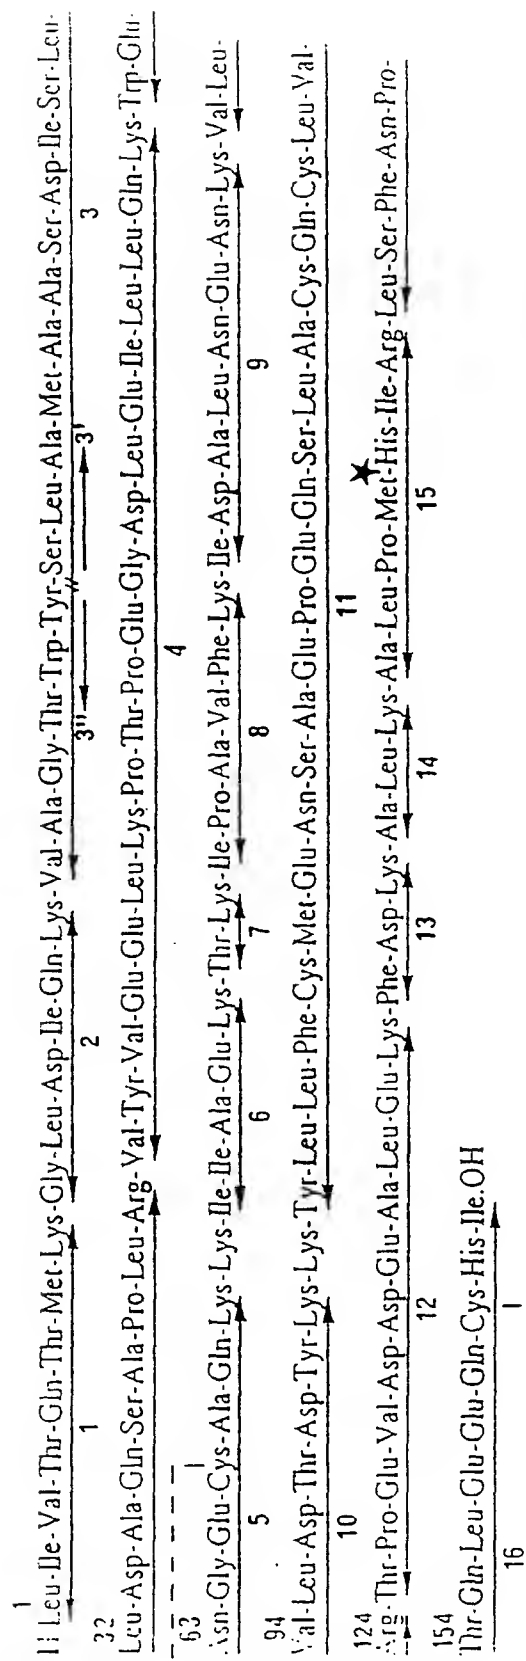 1
H Leu-Ile-Val-Thr-Gln-Thr-Met-Lys-Gly-Leu-Asp-Ile-Gln-Lys-Val-Ala-Gly-Thr-Trp-Tyr-Ser-Leu-Ala-Met-Ala-Ala-Ser-Asp-Ile-Ser-Leu-
1 2 3'' 3' 3
32
Leu-Asp-Ala-Gln-Ser-Ala-Pro-Leu-Arg-Val-Tyr-Val-Glu-Glu-Leu-Lys-Pro-Thr-Pro-Glu-Gly-Asp-Leu-Glu-Ile-Leu-Leu-Gln-Lys-Trp-Glu-
4
63
Asn-Gly-Glu-Cys-Ala-Gln-Lys-Lys-Ile-Ile-Ala-Glu-Lys-Thr-Lys-Ile-Pro-Ala-Val-Phe-Lys-Ile-Asp-Ala-Leu-Asn-Glu-Asn-Lys-Val-Leu-
5 6 7 8 9
94
Val-Leu-Asp-Thr-Asp-Tyr-Lys-Lys-Tyr-Leu-Leu-Phe-Cys-Met-Glu-Asn-Ser-Ala-Glu-Pro-Glu-Gln-Ser-Leu-Ala-Cys-Gln-Cys-Leu-Val-
10 11
124
Arg-Thr-Pro-Glu-Val-Asp-Asp-Glu-Ala-Leu-Glu-Lys-Phe-Asp-Lys-Ala-Leu-Lys-Ala-Leu-Pro-Met-His-Ile-Arg-Leu-Ser-Phe-Asn-Pro-
12 13 14 15
154
Thr-Gln-Leu-Glu-Glu-Gln-Cys-His-Ile.OH
16